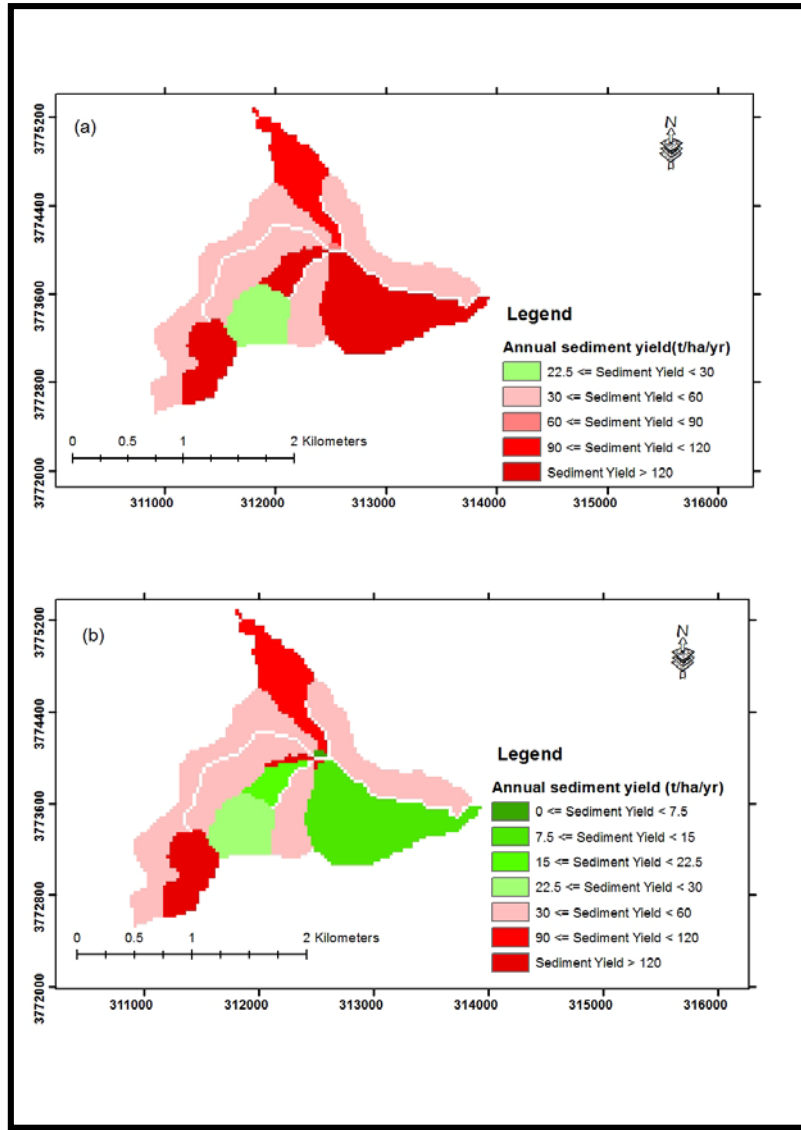 (a)
N
3775200
3774400
3773600
3772800
3772000
Legend
Annual sediment yield(t/ha/yr)
22.5 <= Sediment Yield < 30
30 <= Sediment Yield < 60
60 <= Sediment Yield < 90
90 <= Sediment Yield < 120
Sediment Yield > 120
0 0.5 1 2 Kilometers
311000 312000 313000 314000 315000 316000
(b)
N
3775200
3774400
3773600
3772800
3772000
Legend
Annual sediment yield (t/ha/yr)
0 <= Sediment Yield < 7.5
7.5 <= Sediment Yield < 15
15 <= Sediment Yield < 22.5
22.5 <= Sediment Yield < 30
30 <= Sediment Yield < 60
90 <= Sediment Yield < 120
Sediment Yield > 120
0 0.5 1 2 Kilometers
311000 312000 313000 314000 315000 316000